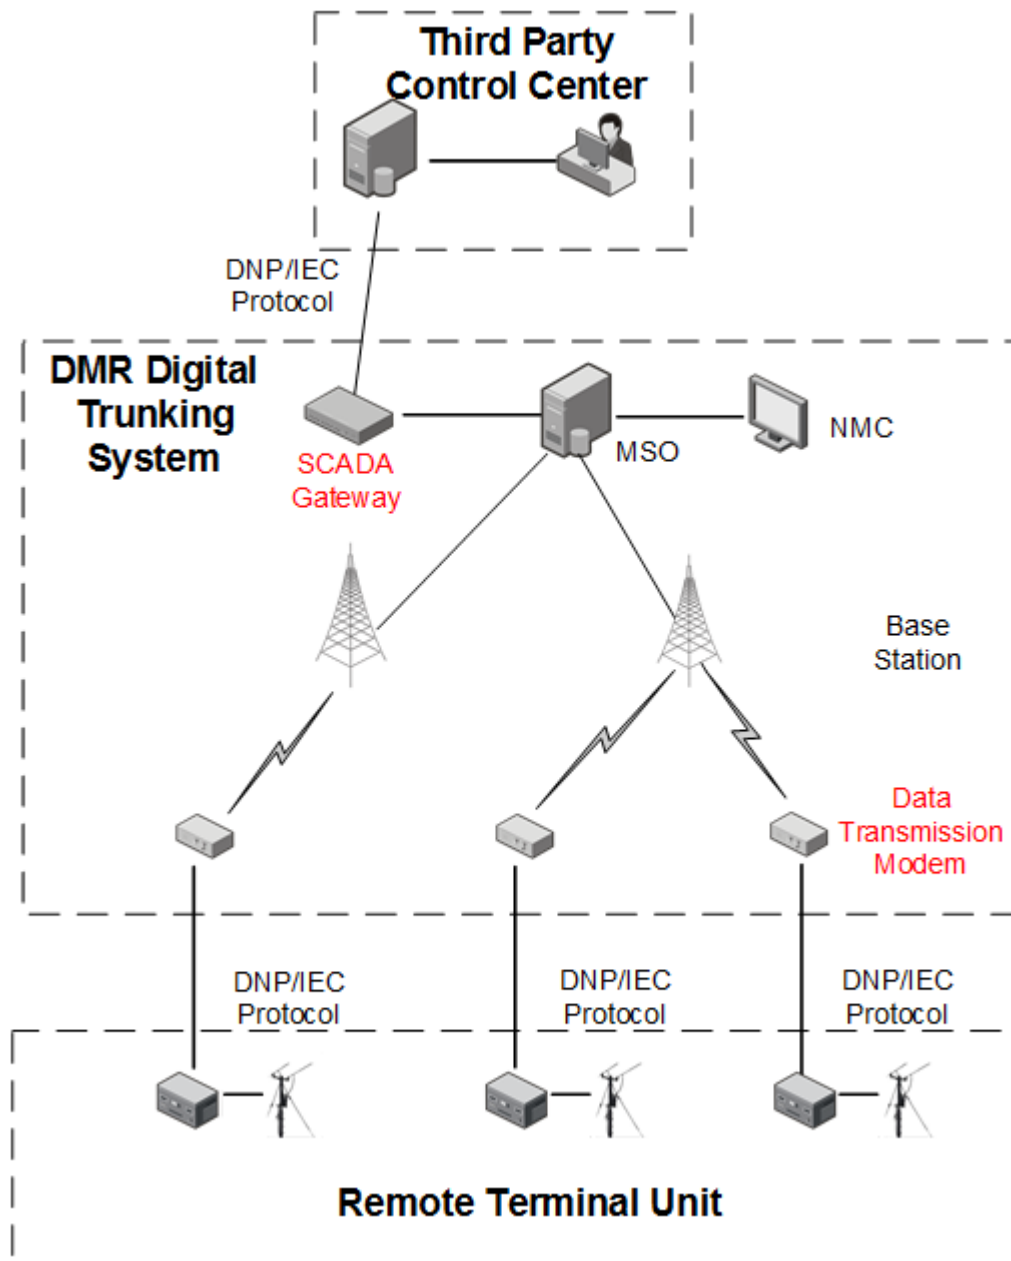 Third Party
Control Center
DNP/IEC
Protocol
DMR Digital
Trunking
System
SCADA
Gateway
MSO
NMC
Base
Station
Data
Transmission
Modem
DNP/IEC
Protocol
DNP/IEC
Protocol
DNP/IEC
Protocol
Remote Terminal Unit